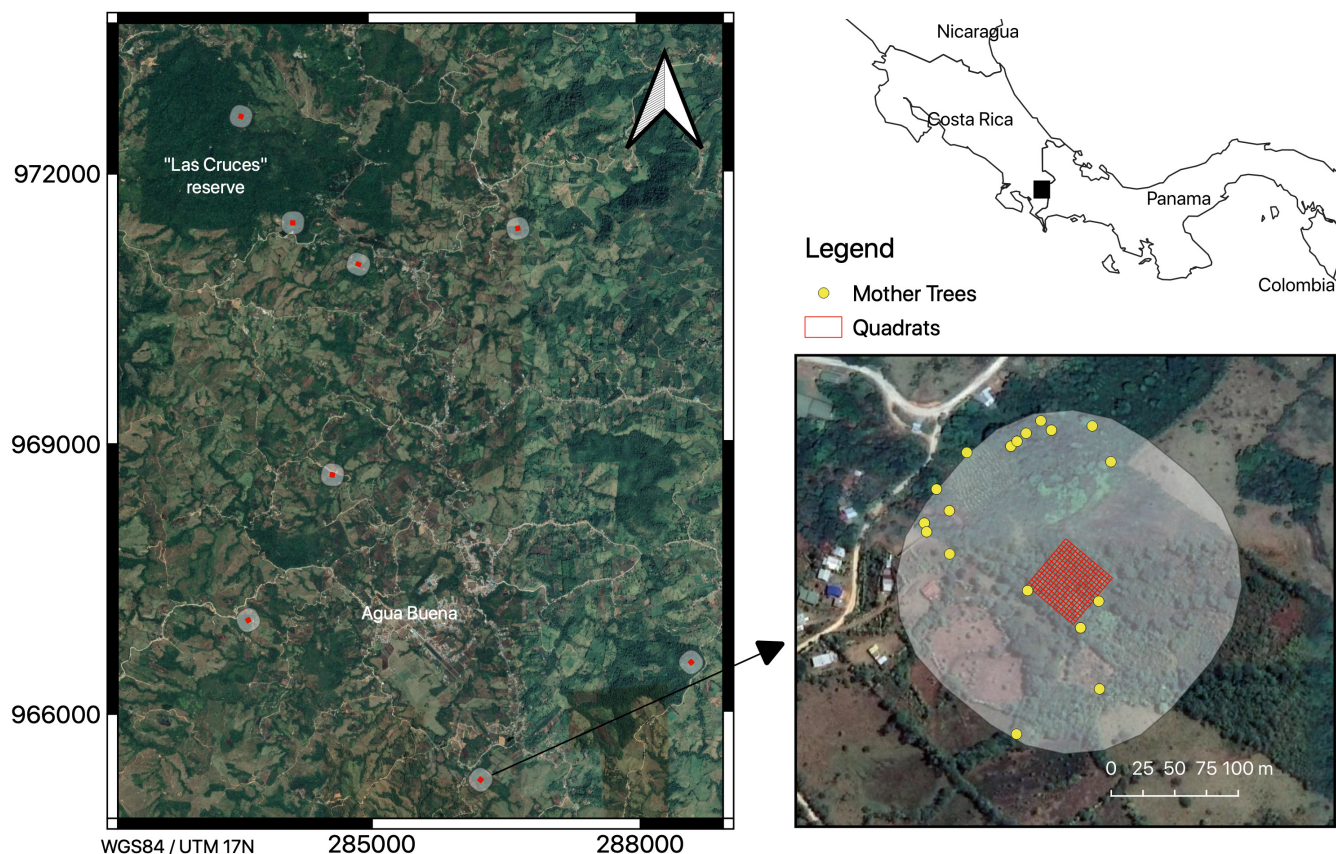 972000
969000
966000
"Las Cruces"
reserve
Agua Buena
WGS84 / UTM 17N
285000
288000
Nicaragua
Costa Rica
Panama
Colombia
Legend
Mother Trees
Quadrats
0 25 50 75 100 m